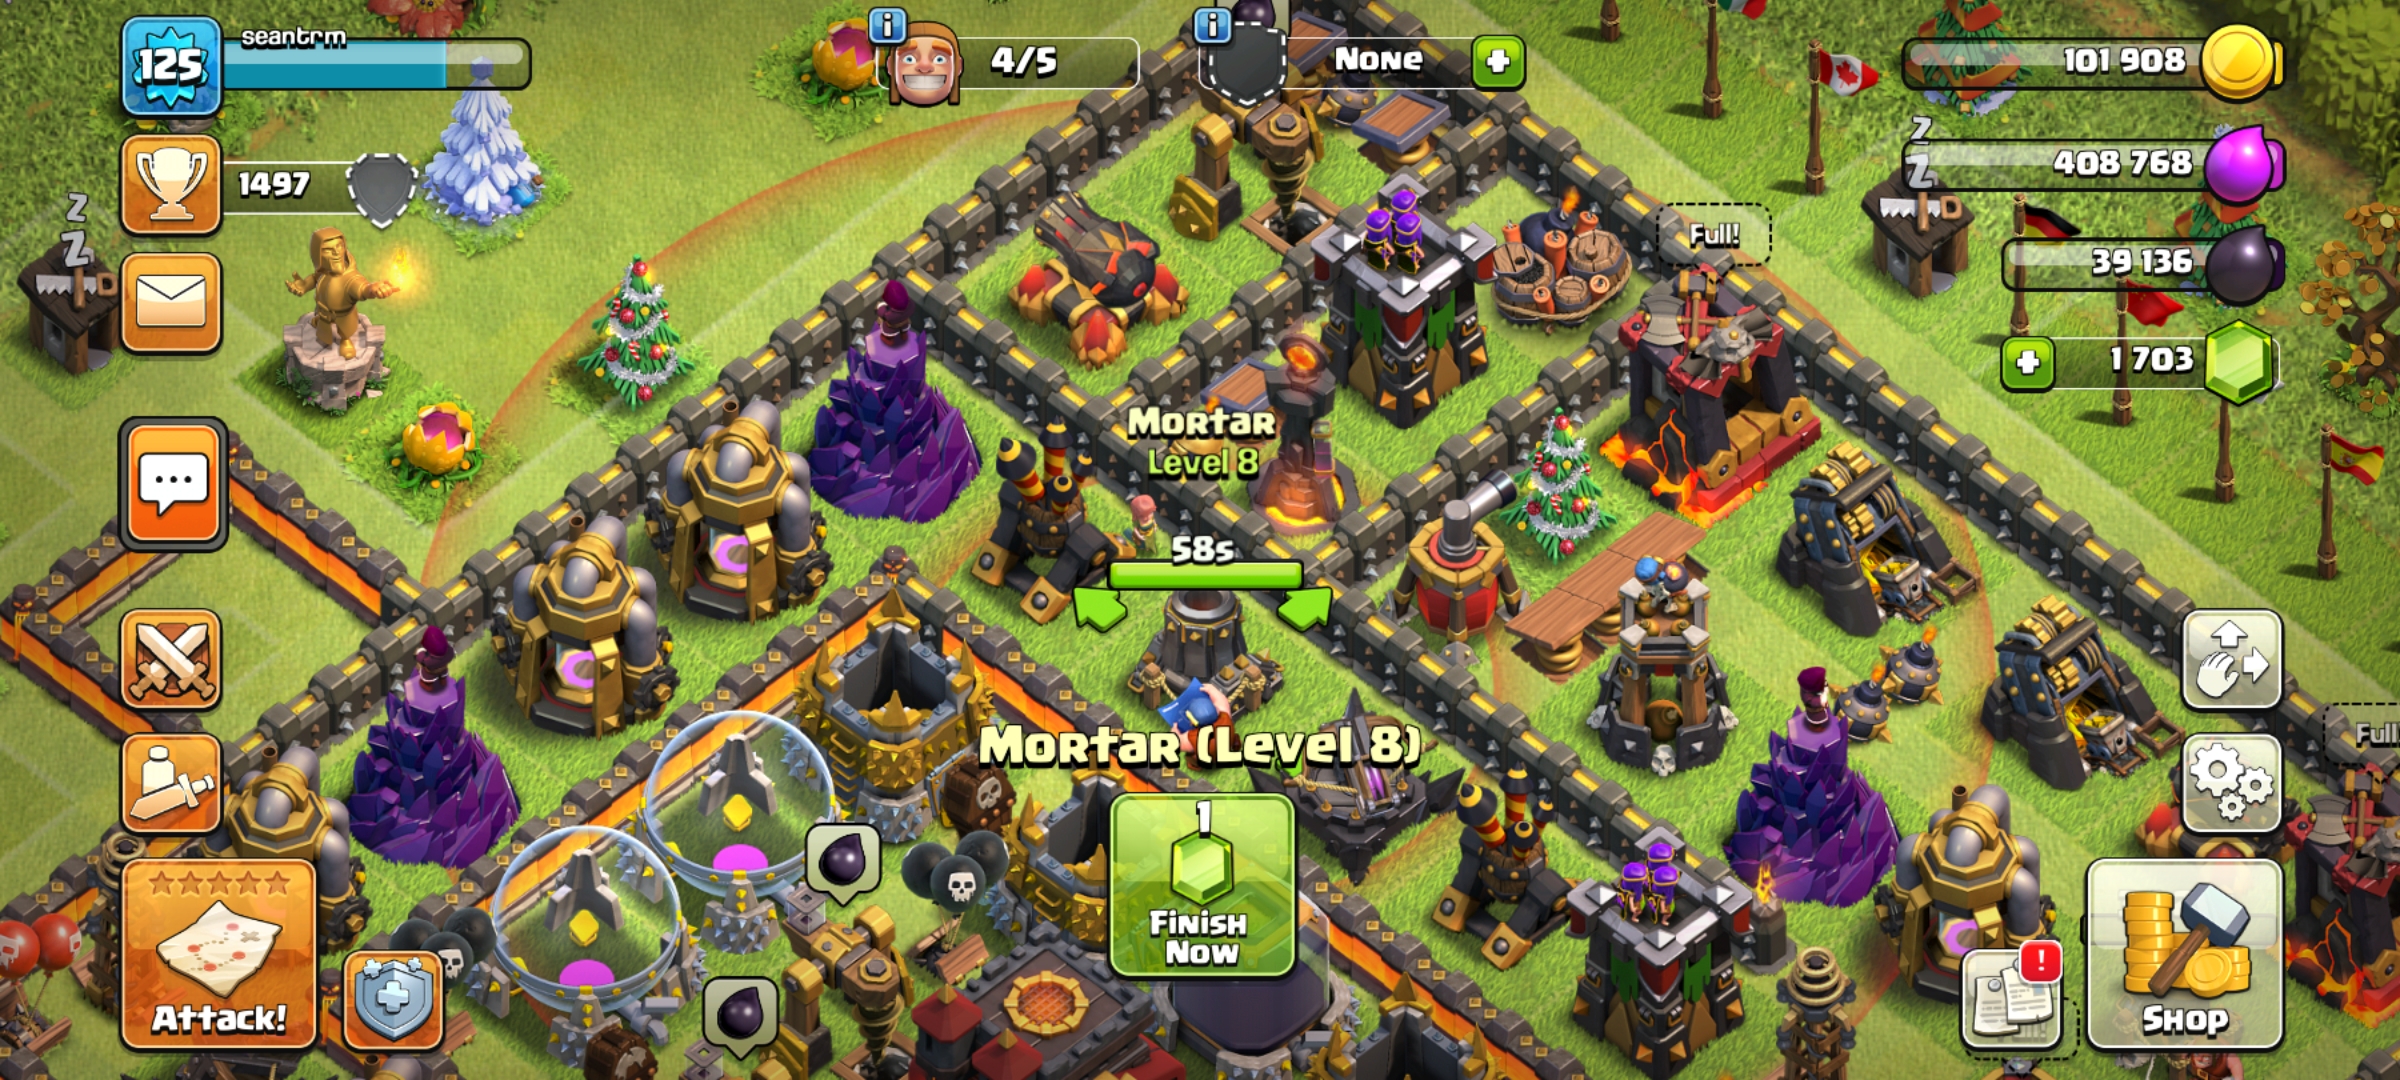 125
seantrm
i
4/5
i
None
101 908
1497
408 768
Full!
39 136
1 703
Z
Z
Z
Z
Mortar
Level 8
58s
Full
Mortar (Level 8)
1
Finish
Now
Attack!
!
Shop